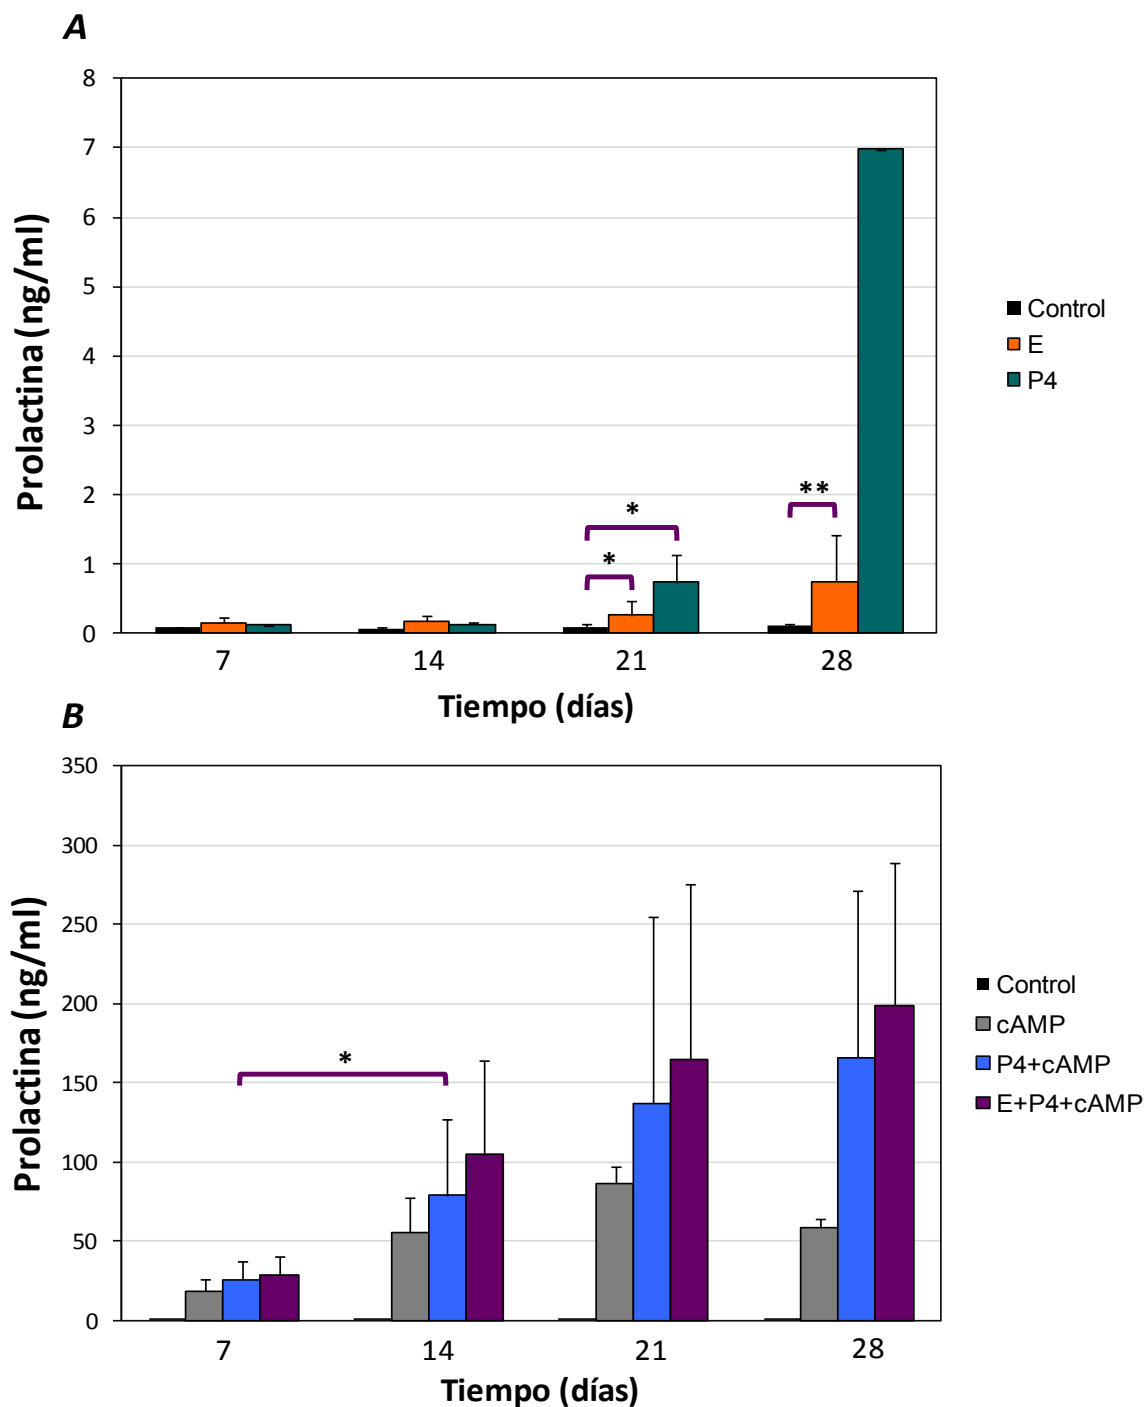 A
8
7
6
5
4
3
2
1
0
Prolactina (ng/ml)
**
*
*
7 14 21 28
Tiempo (días)
Control
E
P4
B
350
300
250
200
150
100
50
0
Prolactina (ng/ml)
*
7 14 21 28
Tiempo (días)
Control
cAMP
P4+cAMP
E+P4+cAMP